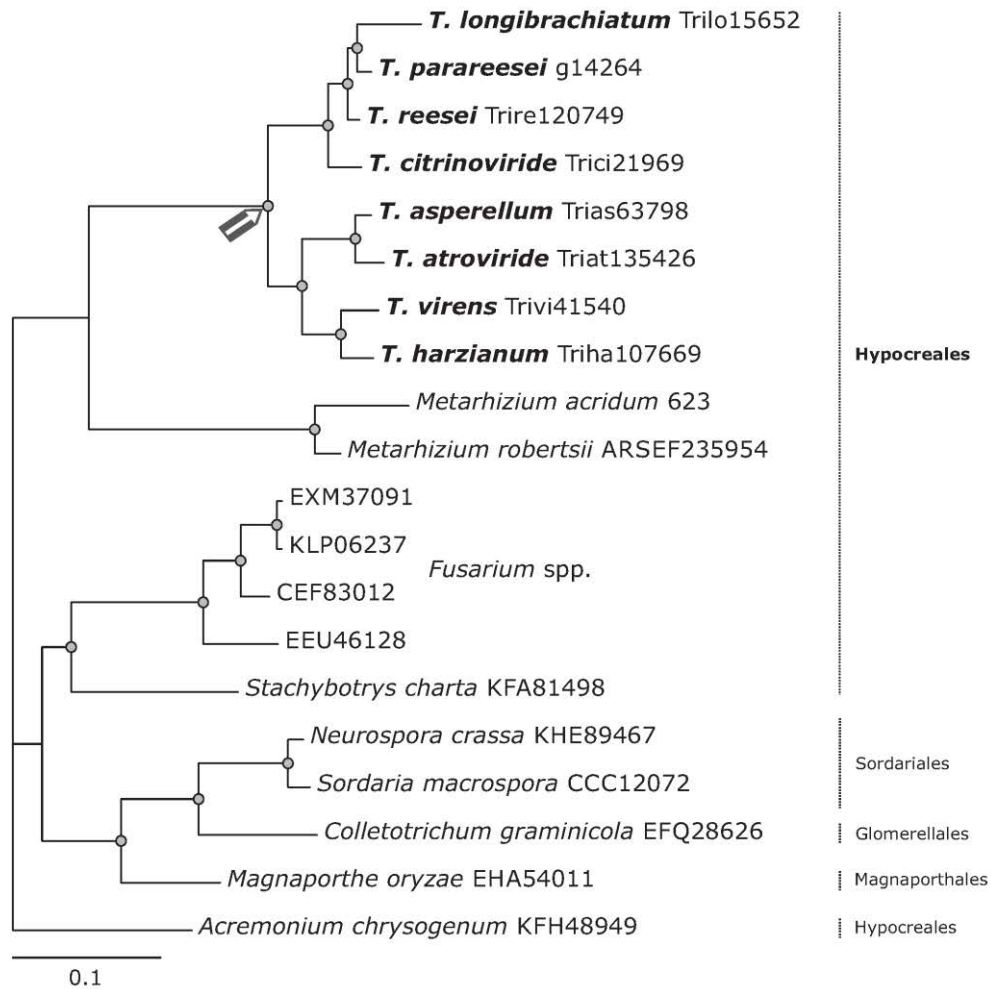 T. longibrachiatum Trilo15652
T. parareesei g14264
T. reesei Trire120749
T. citrinoviride Trici21969
T. asperellum Trias63798
T. atroviride Triat135426
T. virens Trivi41540
T. harzianum Triha107669
Hypocreales
Metarhizium acridum 623
Metarhizium robertsii ARSEF235954
EXM37091
KLP06237
Fusarium spp.
CEF83012
EEU46128
Stachybotrys charta KFA81498
Neurospora crassa KHE89467
Sordariales
Sordaria macrospora CCC12072
Colletotrichum graminicola EFQ28626
Glomerellales
Magnaporthe oryzae EHA54011
Magnaporthales
Acremonium chrysogenum KFH48949
Hypocreales
0.1